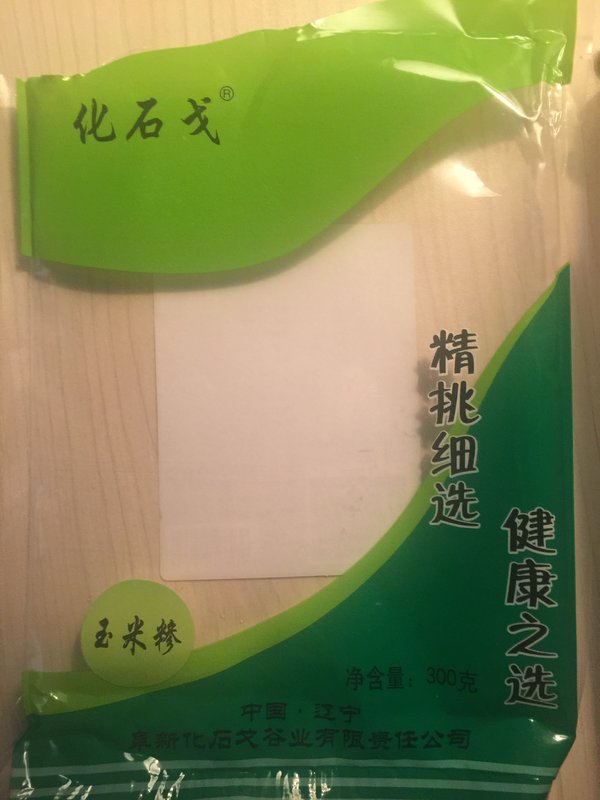 化石戈®
精挑细选
健康之选
玉米糁
净含量：300克
中国·辽宁
阜新化石戈谷业有限责任公司